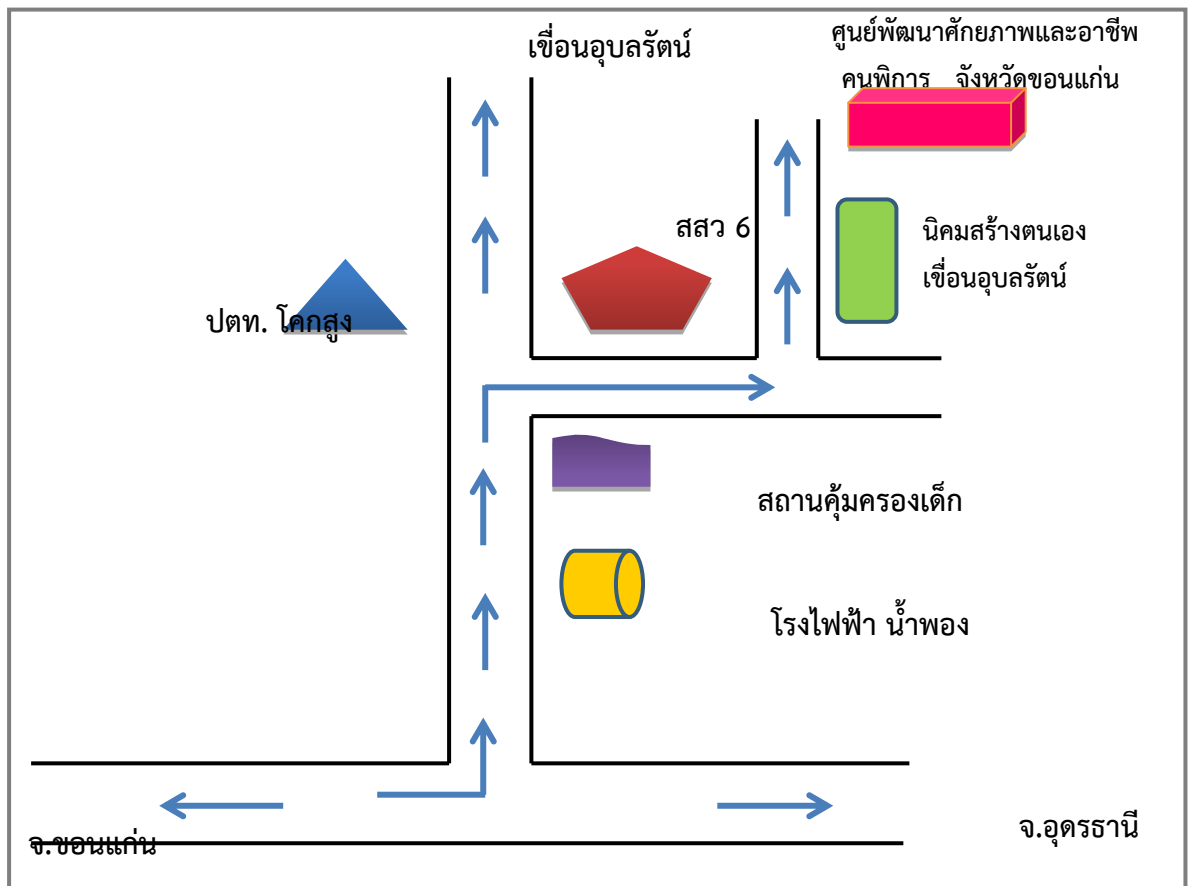 เขื่อนอุบลรัตน์
ศูนย์พัฒนาศักยภาพและอาชีพ
คนพิการ จังหวัดขอนแก่น
สสว 6
นิคมสร้างตนเอง
เขื่อนอุบลรัตน์
ปตท. โคกสูง
สถานคุ้มครองเด็ก
โรงไฟฟ้า น้ำพอง
จ.ขอนแก่น
จ.อุดรธานี